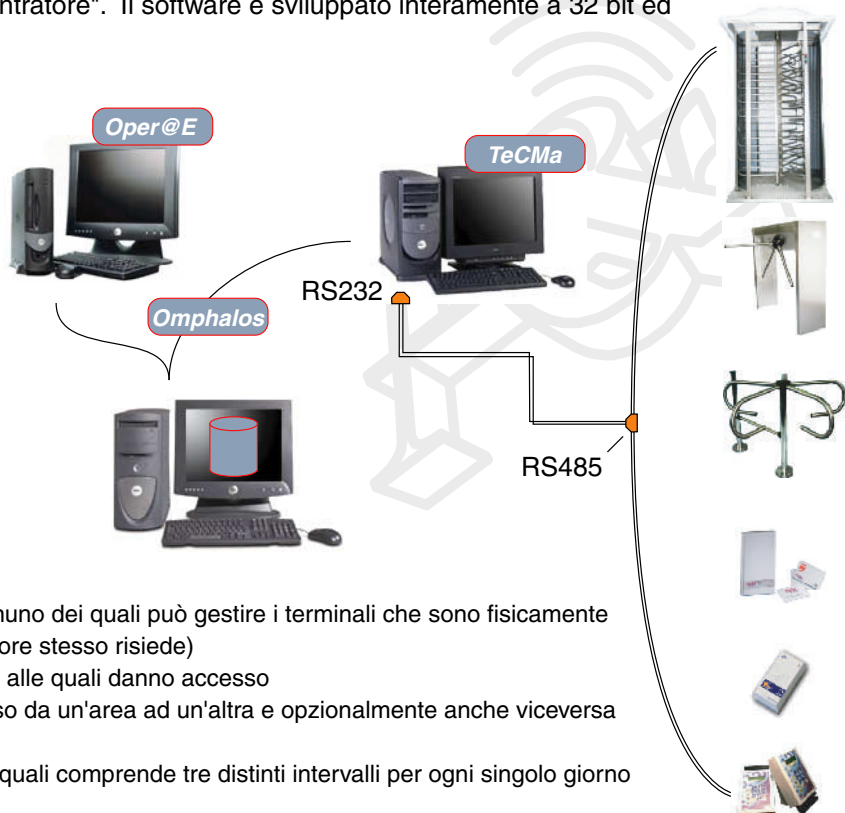 ntratore". Il software è sviluppato interamente a 32 bit ed
Oper@E
TeCMa
RS232
Omphalos
RS485
nuno dei quali può gestire i terminali che sono fisicamente
ore stesso risiede)
alle quali danno accesso
so da un'area ad un'altra e opzionalmente anche viceversa
quali comprende tre distinti intervalli per ogni singolo giorno